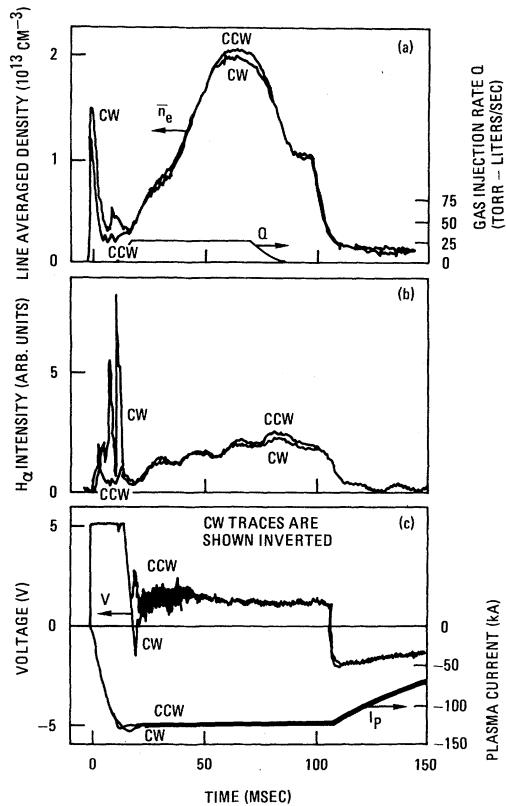 (a)
CCW
CW
n̄e
CW
CCW
Q
LINE AVERAGED DENSITY (10^13 CM^-3)
2
1
0
GAS INJECTION RATE Q
(TORR – LITERS/SEC)
75
50
25
0
(b)
CW
CCW
CCW
CW
Hα INTENSITY (ARB. UNITS)
5
0
CW TRACES ARE
SHOWN INVERTED
(c)
CCW
V
CW
CCW
CW
Ip
VOLTAGE (V)
5
0
-5
PLASMA CURRENT (kA)
0
-50
-100
-150
0
50
100
150
TIME (MSEC)